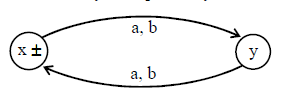 a, b
x ±
y
a, b